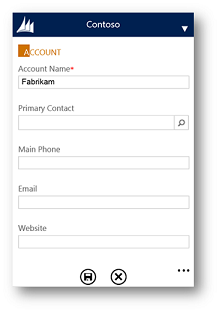 Contoso
ACCOUNT
Account Name*
Fabrikam
Primary Contact
Main Phone
Email
Website